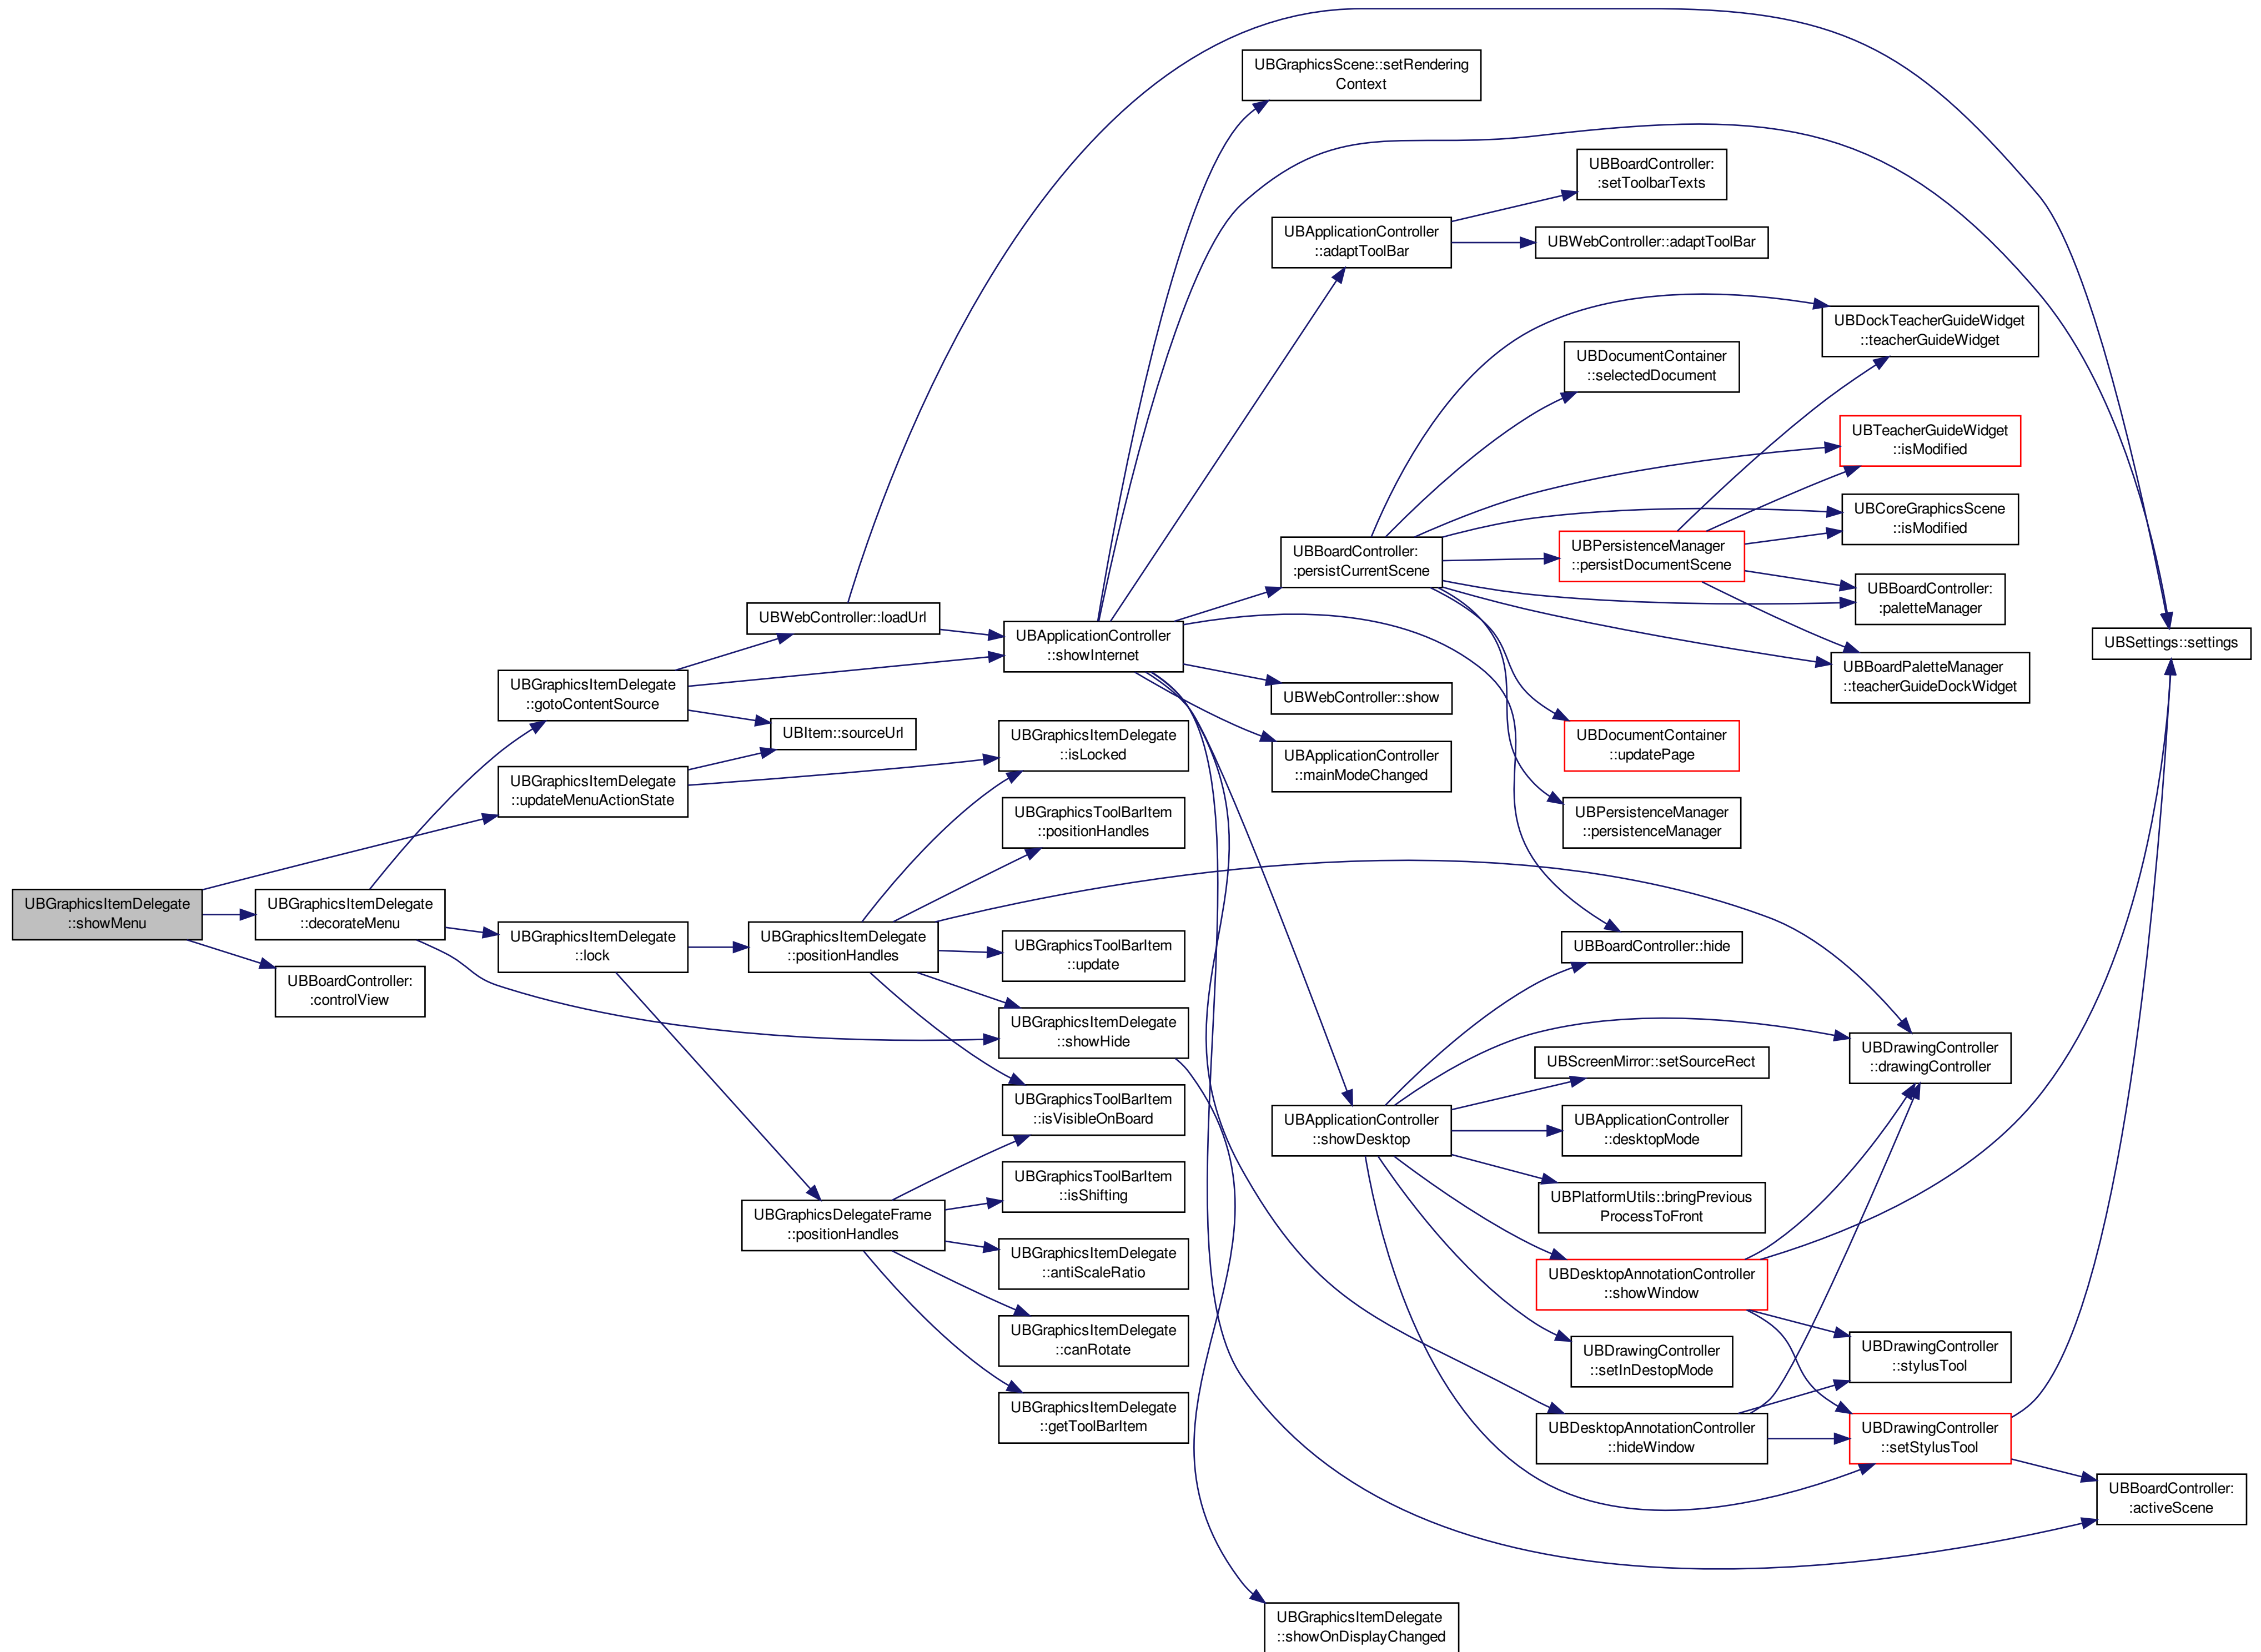 UBGraphicsItemDelegate
::showMenu
UBGraphicsItemDelegate
::decorateMenu
UBBoardController:
:controlView
UBGraphicsItemDelegate
::gotoContentSource
UBGraphicsItemDelegate
::updateMenuActionState
UBGraphicsItemDelegate
::lock
UBWebController::loadUrl
UBItem::sourceUrl
UBGraphicsItemDelegate
::positionHandles
UBGraphicsDelegateFrame
::positionHandles
UBApplicationController
::showInternet
UBGraphicsItemDelegate
::isLocked
UBGraphicsToolBarItem
::positionHandles
UBGraphicsToolBarItem
::update
UBGraphicsItemDelegate
::showHide
UBGraphicsToolBarItem
::isVisibleOnBoard
UBGraphicsToolBarItem
::isShifting
UBGraphicsItemDelegate
::antiScaleRatio
UBGraphicsItemDelegate
::canRotate
UBGraphicsItemDelegate
::getToolBarItem
UBGraphicsScene::setRendering
Context
UBApplicationController
::adaptToolBar
UBBoardController:
:persistCurrentScene
UBWebController::show
UBApplicationController
::mainModeChanged
UBApplicationController
::showDesktop
UBGraphicsItemDelegate
::showOnDisplayChanged
UBBoardController:
:setToolbarTexts
UBWebController::adaptToolBar
UBDocumentContainer
::selectedDocument
UBPersistenceManager
::persistDocumentScene
UBDocumentContainer
::updatePage
UBPersistenceManager
::persistenceManager
UBBoardController::hide
UBScreenMirror::setSourceRect
UBApplicationController
::desktopMode
UBPlatformUtils::bringPrevious
ProcessToFront
UBDesktopAnnotationController
::showWindow
UBDrawingController
::setInDestopMode
UBDesktopAnnotationController
::hideWindow
UBDockTeacherGuideWidget
::teacherGuideWidget
UBTeacherGuideWidget
::isModified
UBCoreGraphicsScene
::isModified
UBBoardController:
:paletteManager
UBBoardPaletteManager
::teacherGuideDockWidget
UBDrawingController
::drawingController
UBDrawingController
::stylusTool
UBDrawingController
::setStylusTool
UBSettings::settings
UBBoardController:
:activeScene